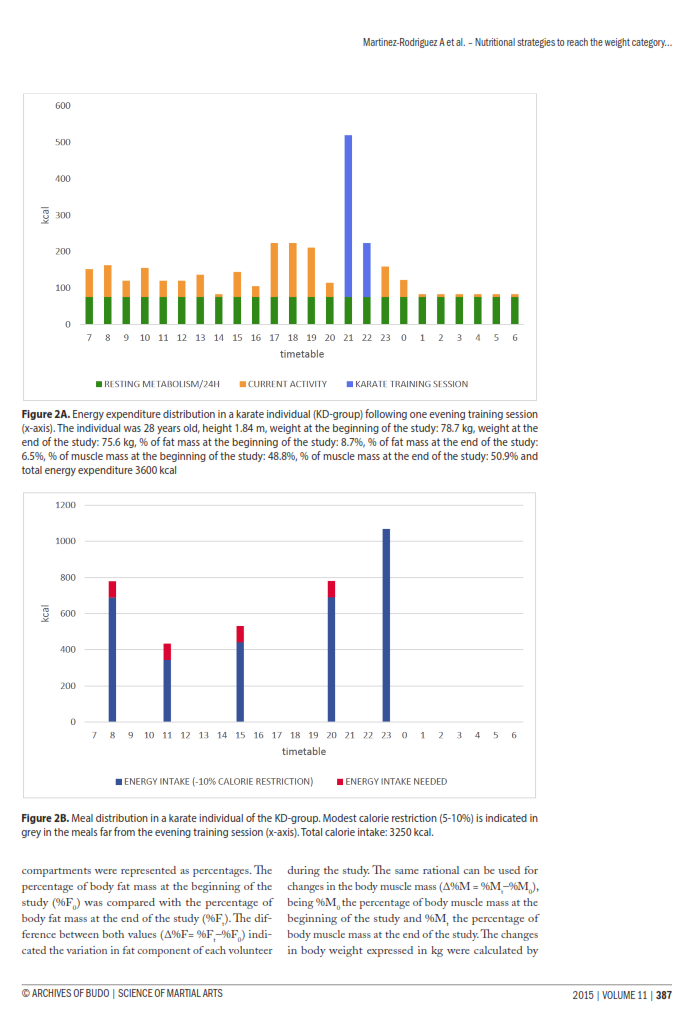 Martinez-Rodriguez A et al. – Nutritional strategies to reach the weight category...
600
500
400
300
200
100
0
kcal
7 8 9 10 11 12 13 14 15 16 17 18 19 20 21 22 23 0 1 2 3 4 5 6
timetable
RESTING METABOLISM/24H CURRENT ACTIVITY KARATE TRAINING SESSION
Figure 2A. Energy expenditure distribution in a karate individual (KD-group) following one evening training session
(x-axis). The individual was 28 years old, height 1.84 m, weight at the beginning of the study: 78.7 kg, weight at the
end of the study: 75.6 kg, % of fat mass at the beginning of the study: 8.7%, % of fat mass at the end of the study:
6.5%, % of muscle mass at the beginning of the study: 48.8%, % of muscle mass at the end of the study: 50.9% and
total energy expenditure 3600 kcal
1200
1000
800
600
400
200
0
kcal
7 8 9 10 11 12 13 14 15 16 17 18 19 20 21 22 23 0 1 2 3 4 5 6
timetable
ENERGY INTAKE (-10% CALORIE RESTRICTION) ENERGY INTAKE NEEDED
Figure 2B. Meal distribution in a karate individual of the KD-group. Modest calorie restriction (5-10%) is indicated in
grey in the meals far from the evening training session (x-axis). Total calorie intake: 3250 kcal.
compartments were represented as percentages. The
percentage of body fat mass at the beginning of the
study (%F₀) was compared with the percentage of
body fat mass at the end of the study (%F₁). The dif-
ference between both values (Δ%F= %F₁–%F₀) indi-
cated the variation in fat component of each volunteer
during the study. The same rational can be used for
changes in the body muscle mass (Δ%M = %M₁–%M₀),
being %M₀ the percentage of body muscle mass at the
beginning of the study and %M₁ the percentage of
body muscle mass at the end of the study. The changes
in body weight expressed in kg were calculated by
© ARCHIVES OF BUDO | SCIENCE OF MARTIAL ARTS
2015 | VOLUME 11 | 387